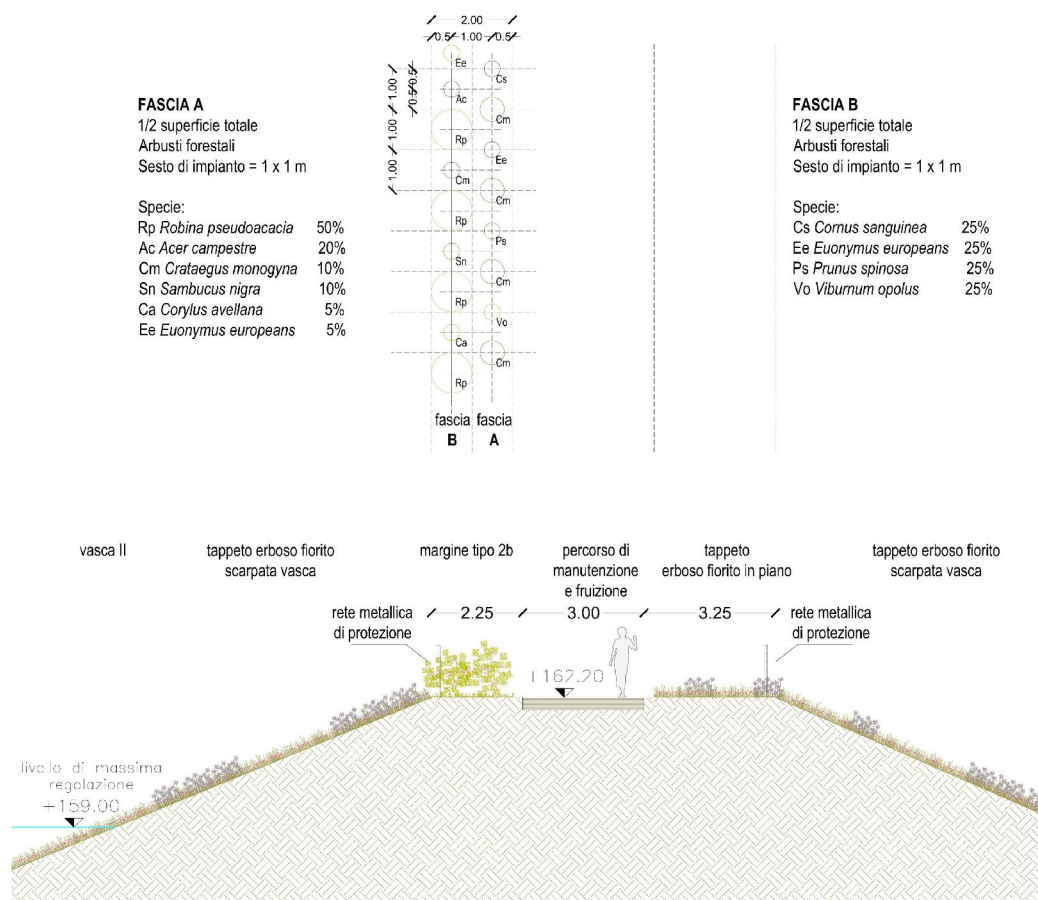 2.00
0.5 1.00 0.5
1.00
1.00
1.00
0.5 0.5
Ee
Cs
Ac
Cm
Rp
Ee
Cm
Cm
Rp
Ps
Sn
Cm
Rp
Vo
Ca
Cm
Rp
fascia fascia
B A
FASCIA A
1/2 superficie totale
Arbusti forestali
Sesto di impianto = 1 x 1 m
Specie:
Rp Robina pseudoacacia 50%
Ac Acer campestre 20%
Cm Crataegus monogyna 10%
Sn Sambucus nigra 10%
Ca Corylus avellana 5%
Ee Euonymus europeans 5%
FASCIA B
1/2 superficie totale
Arbusti forestali
Sesto di impianto = 1 x 1 m
Specie:
Cs Cornus sanguinea 25%
Ee Euonymus europeans 25%
Ps Prunus spinosa 25%
Vo Viburnum opolus 25%
vasca II
tappeto erboso fiorito
scarpata vasca
margine tipo 2b
percorso di
manutenzione
e fruizione
tappeto
erboso fiorito in piano
tappeto erboso fiorito
scarpata vasca
rete metallica
di protezione
2.25 3.00 3.25
rete metallica
di protezione
+162.20
livello di massima
regolazione
+159.00